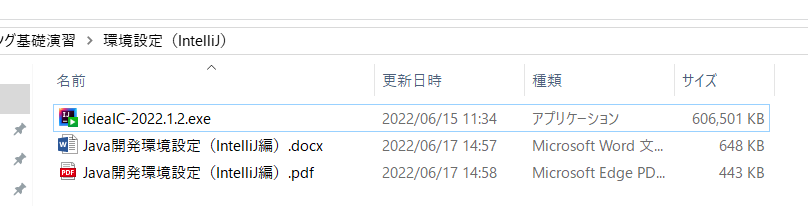 ング基礎演習 › 環境設定（IntelliJ）
名前 更新日時 種類 サイズ
ideaIC-2022.1.2.exe 2022/06/15 11:34 アプリケーション 606,501 KB
Java開発環境設定（IntelliJ編）.docx 2022/06/17 14:57 Microsoft Word 文... 648 KB
Java開発環境設定（IntelliJ編）.pdf 2022/06/17 14:58 Microsoft Edge PD... 443 KB